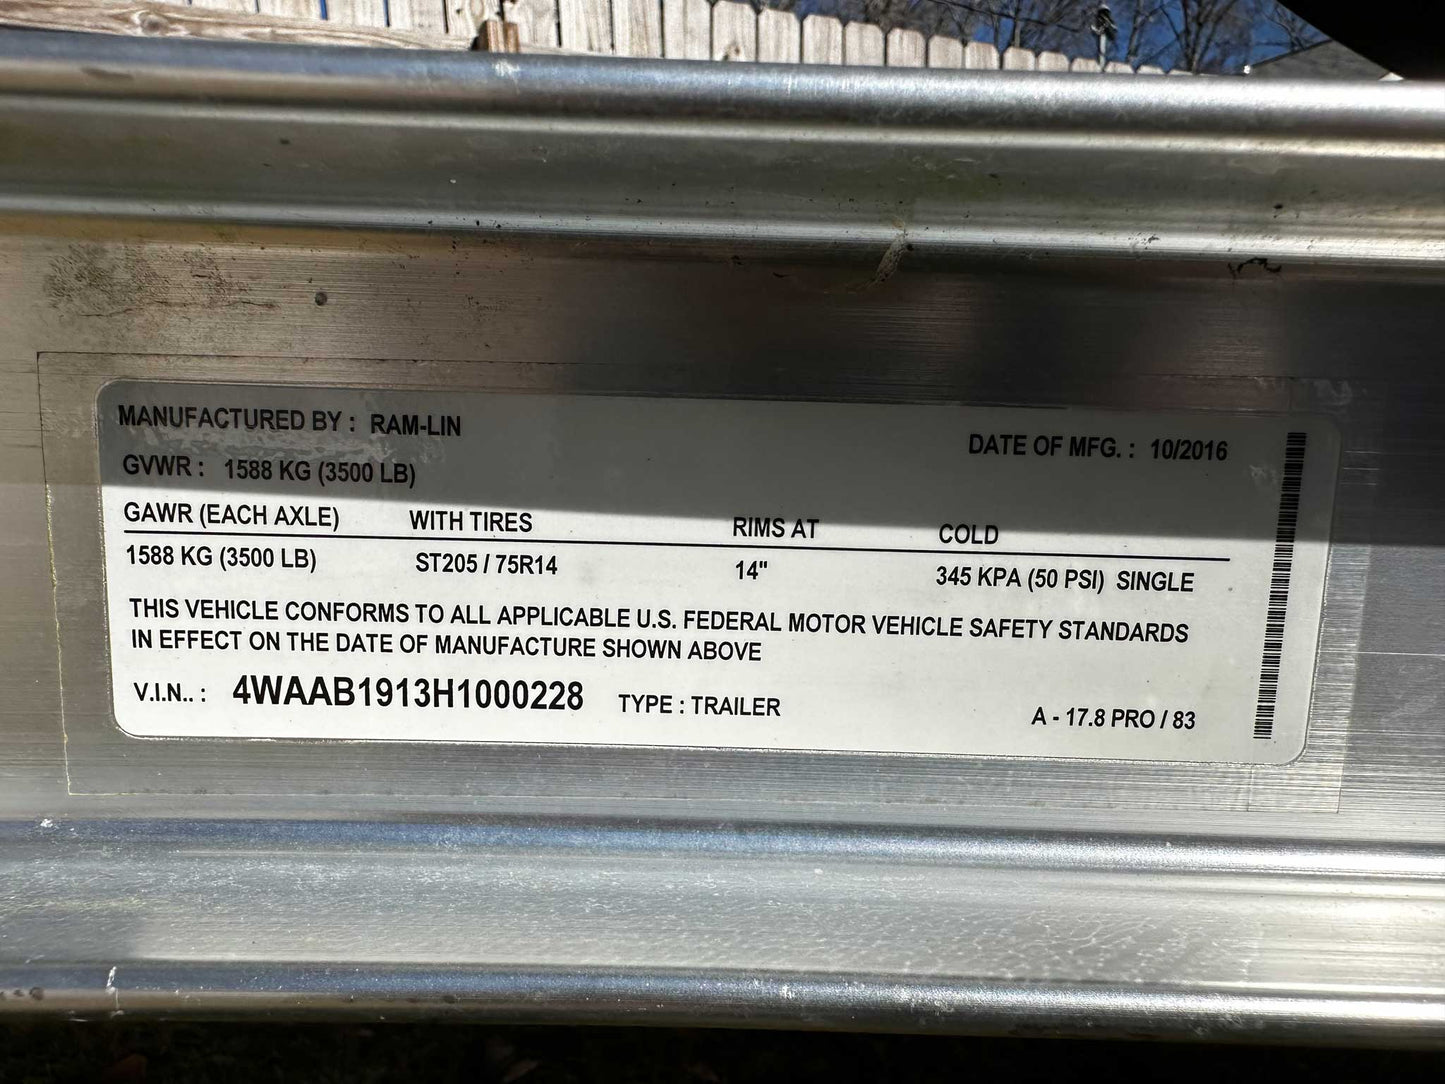 MANUFACTURED BY : RAM-LIN
DATE OF MFG. : 10/2016
GVWR : 1588 KG (3500 LB)
GAWR (EACH AXLE) WITH TIRES RIMS AT COLD
1588 KG (3500 LB) ST205 / 75R14 14" 345 KPA (50 PSI) SINGLE
THIS VEHICLE CONFORMS TO ALL APPLICABLE U.S. FEDERAL MOTOR VEHICLE SAFETY STANDARDS
IN EFFECT ON THE DATE OF MANUFACTURE SHOWN ABOVE
V.I.N.. : 4WAAB1913H1000228 TYPE : TRAILER
A - 17.8 PRO / 83